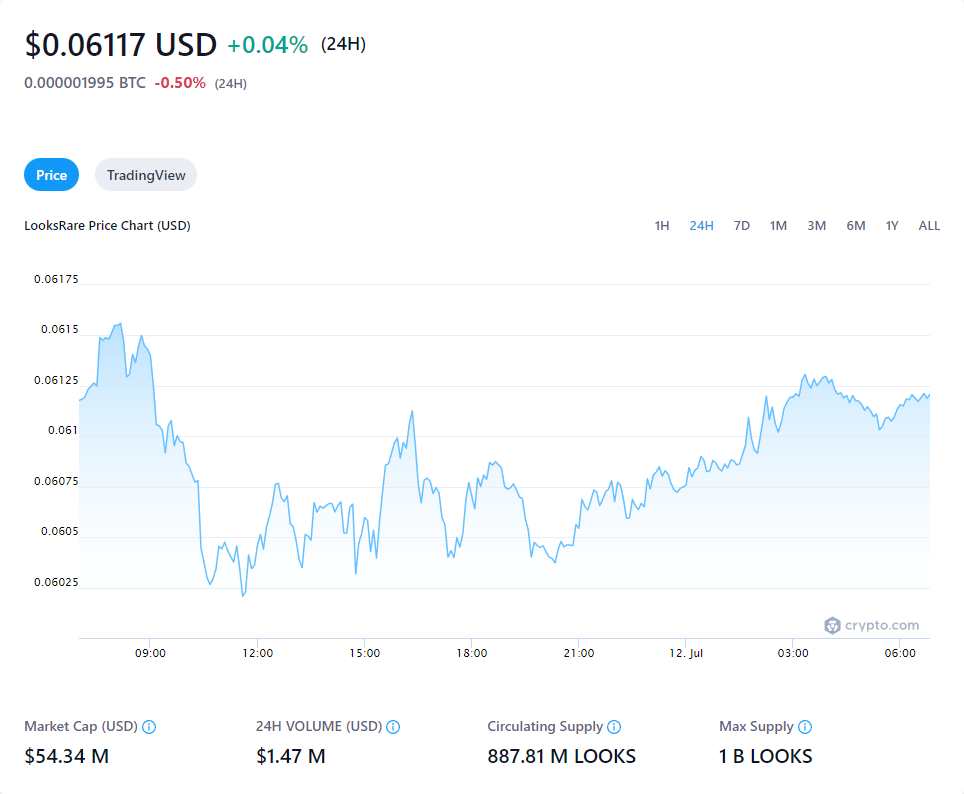 $0.06117 USD +0.04% (24H)
0.000001995 BTC -0.50% (24H)
Price TradingView
LooksRare Price Chart (USD) 1H 24H 7D 1M 3M 6M 1Y ALL
0.06175
0.0615
0.06125
0.061
0.06075
0.0605
0.06025
crypto.com
09:00 12:00 15:00 18:00 21:00 12. Jul 03:00 06:00
Market Cap (USD) 24H VOLUME (USD) Circulating Supply Max Supply
$54.34 M $1.47 M 887.81 M LOOKS 1 B LOOKS